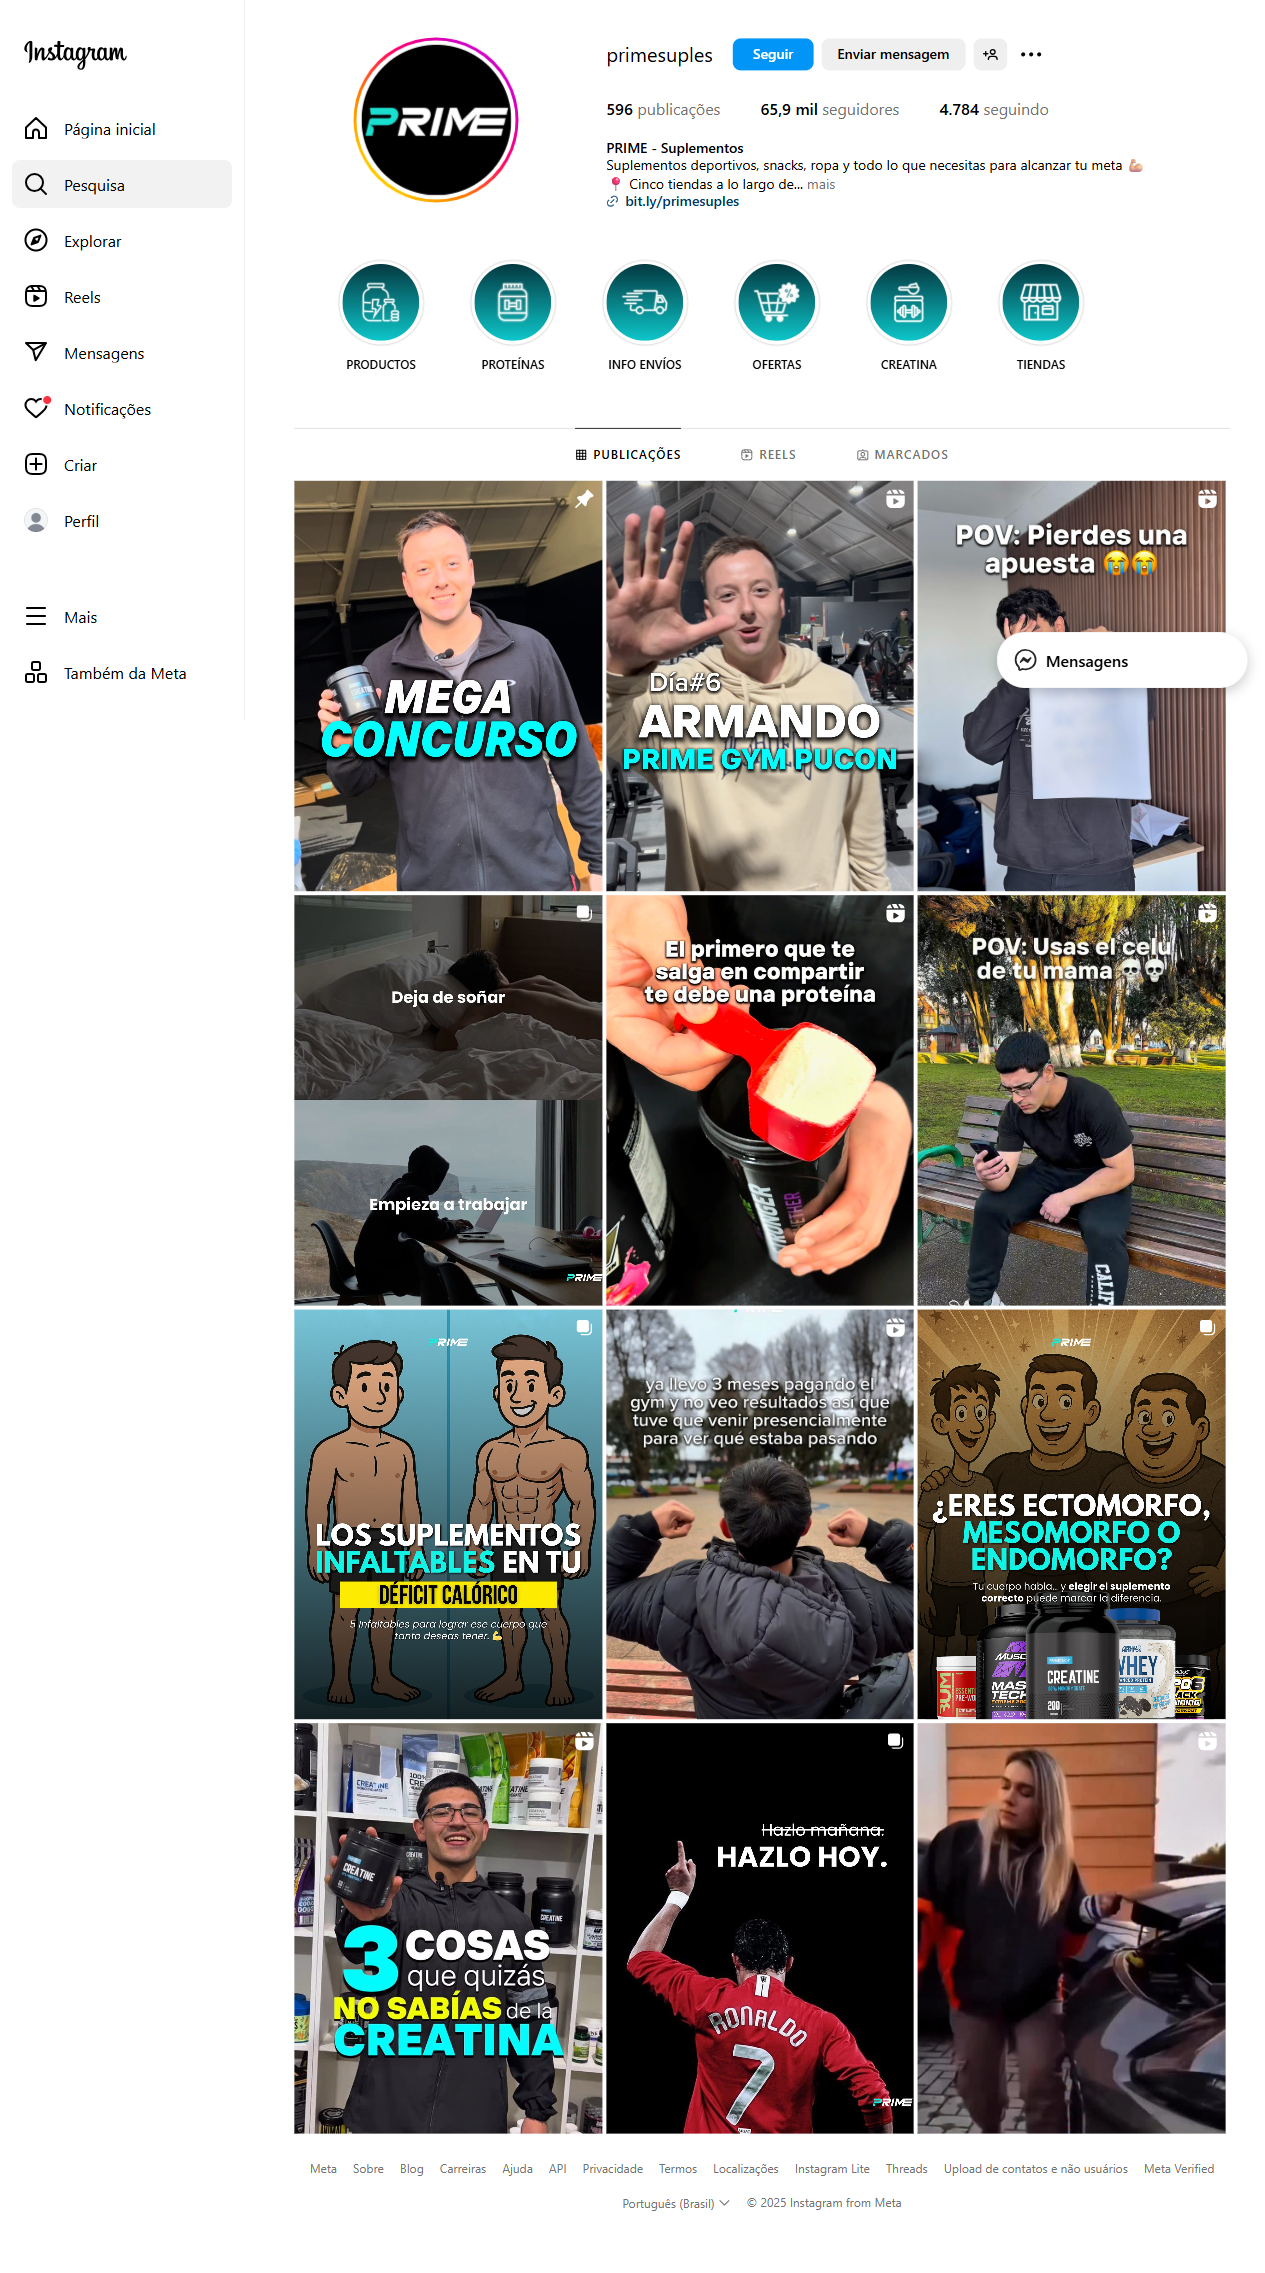 Instagram
Página inicial
Pesquisa
Explorar
Reels
Mensagens
Notificações
Criar
Perfil
Mais
Também da Meta
PRIME
primesuples
Seguir
Enviar mensagem
596 publicações
65,9 mil seguidores
4.784 seguindo
PRIME - Suplementos
Suplementos deportivos, snacks, ropa y todo lo que necesitas para alcanzar tu meta 💪🏼
📍 Cinco tiendas a lo largo de... mais
bit.ly/primesuples
PRODUCTOS
PROTEÍNAS
INFO ENVÍOS
OFERTAS
CREATINA
TIENDAS
PUBLICAÇÕES
REELS
MARCADOS
MEGA
CONCURSO
Día#6
ARMANDO
PRIME GYM PUCON
POV: Pierdes una
apuesta 😭😭
Mensagens
Deja de soñar
Empieza a trabajar
PRIME
El primero que te
salga en compartir
te debe una proteína
POV: Usas el celu
de tu mama 💀💀
PRIME
LOS SUPLEMENTOS
INFALTABLES EN TU
DÉFICIT CALÓRICO
5 infaltables para lograr ese cuerpo que
tanto deseas tener. 💪
ya llevo 3 meses pagando el
gym y no veo resultados asi que
tuve que venir presencialmente
para ver qué estaba pasando
PRIME
¿ERES ECTOMORFO,
MESOMORFO O
ENDOMORFO?
Tu cuerpo habla... y elegir el suplemento
correcto puede marcar la diferencia.
CREATINE
WHEY
CREATINE
3 COSAS
que quizás
NO SABÍAS de la
CREATINA
Hazlo mañana.
HAZLO HOY.
RONALDO
7
PRIME
Meta
Sobre
Blog
Carreiras
Ajuda
API
Privacidade
Termos
Localizações
Instagram Lite
Threads
Upload de contatos e não usuários
Meta Verified
Português (Brasil)
© 2025 Instagram from Meta